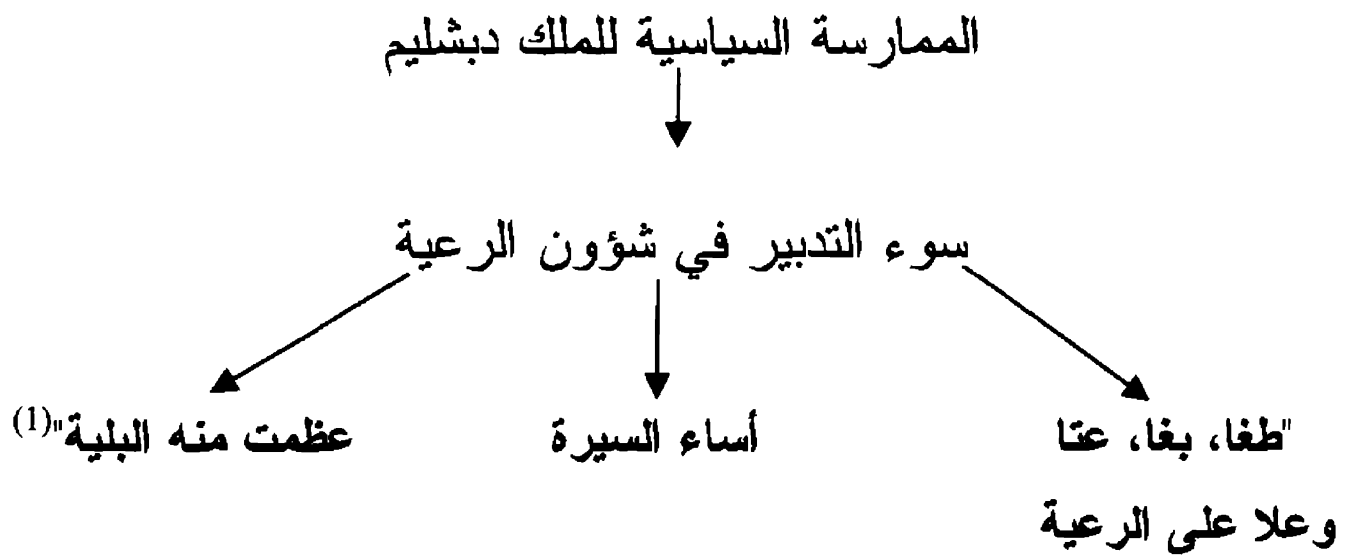 الممارسة السياسية للملك دبشليم
سوء التدبير في شؤون الرعية
"طغا، بغا، عتا
وعلا على الرعية
أساء السيرة
عظمت منه البلية"(1)